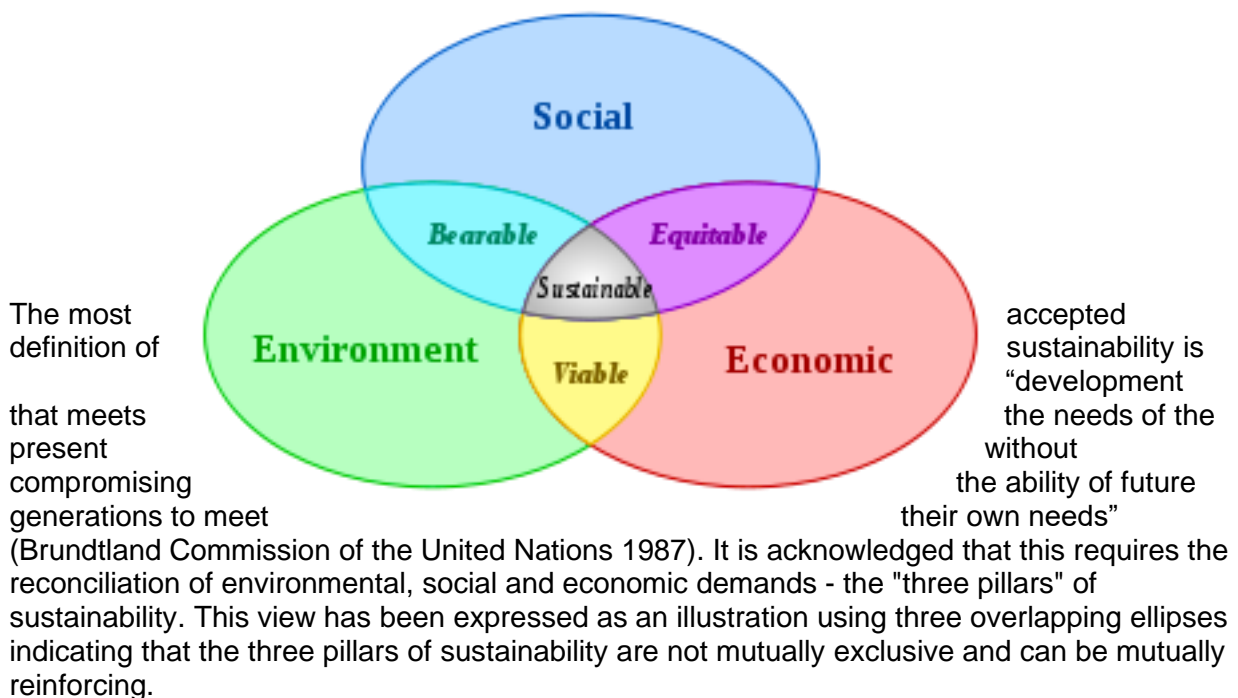 Social
Bearable
Equitable
Sustainable
Environment
Viable
Economic
The most accepted
definition of sustainability is
“development
that meets the needs of the
present without
compromising the ability of future
generations to meet their own needs”
(Brundtland Commission of the United Nations 1987). It is acknowledged that this requires the
reconciliation of environmental, social and economic demands - the "three pillars" of
sustainability. This view has been expressed as an illustration using three overlapping ellipses
indicating that the three pillars of sustainability are not mutually exclusive and can be mutually
reinforcing.